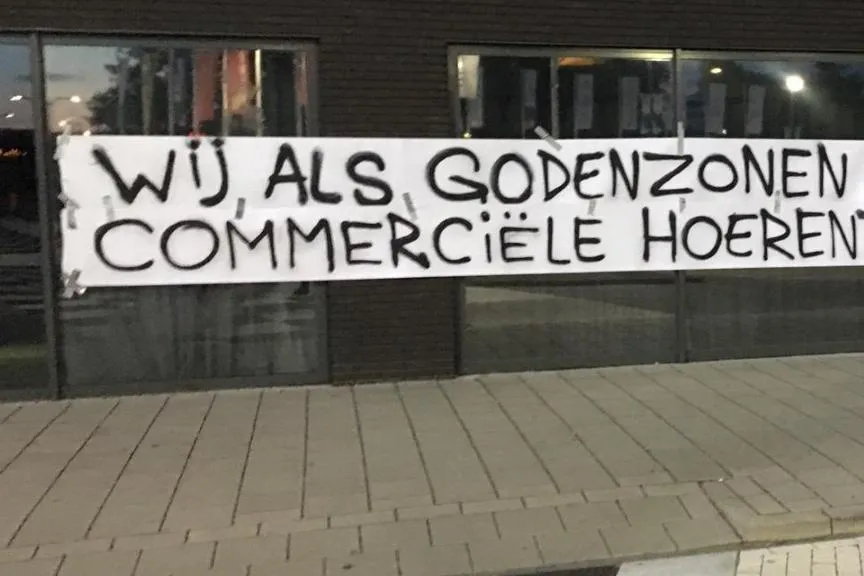 WIJ ALS GODENZONEN
COMMERCIËLE HOEREN